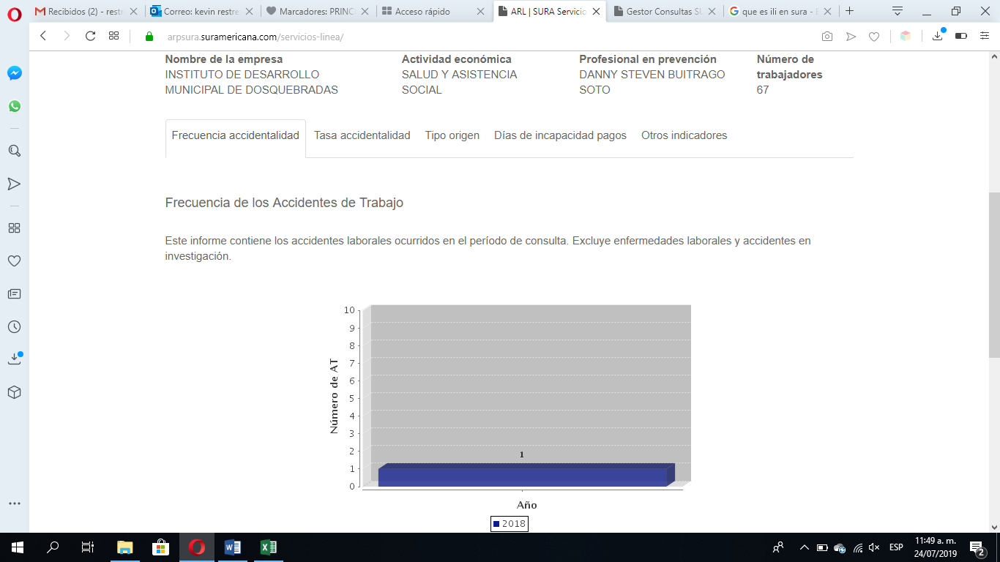 Recibidos (2) - rest
Correo: kevin restre
Marcadores: PRINC
Acceso rápido
ARL | SURA Servicio
Gestor Consultas SU
que es ili en sura - B
arpsura.suramericana.com/servicios-linea/
Nombre de la empresa
INSTITUTO DE DESARROLLO
MUNICIPAL DE DOSQUEBRADAS
Actividad económica
SALUD Y ASISTENCIA
SOCIAL
Profesional en prevención
DANNY STEVEN BUITRAGO
SOTO
Número de
trabajadores
67
Frecuencia accidentalidad
Tasa accidentalidad
Tipo origen
Días de incapacidad pagos
Otros indicadores
Frecuencia de los Accidentes de Trabajo
Este informe contiene los accidentes laborales ocurridos en el período de consulta. Excluye enfermedades laborales y accidentes en
investigación.
Número de AT
10
9
8
7
6
5
4
3
2
1
0
1
Año
2018
ESP
11:49 a. m.
24/07/2019
2